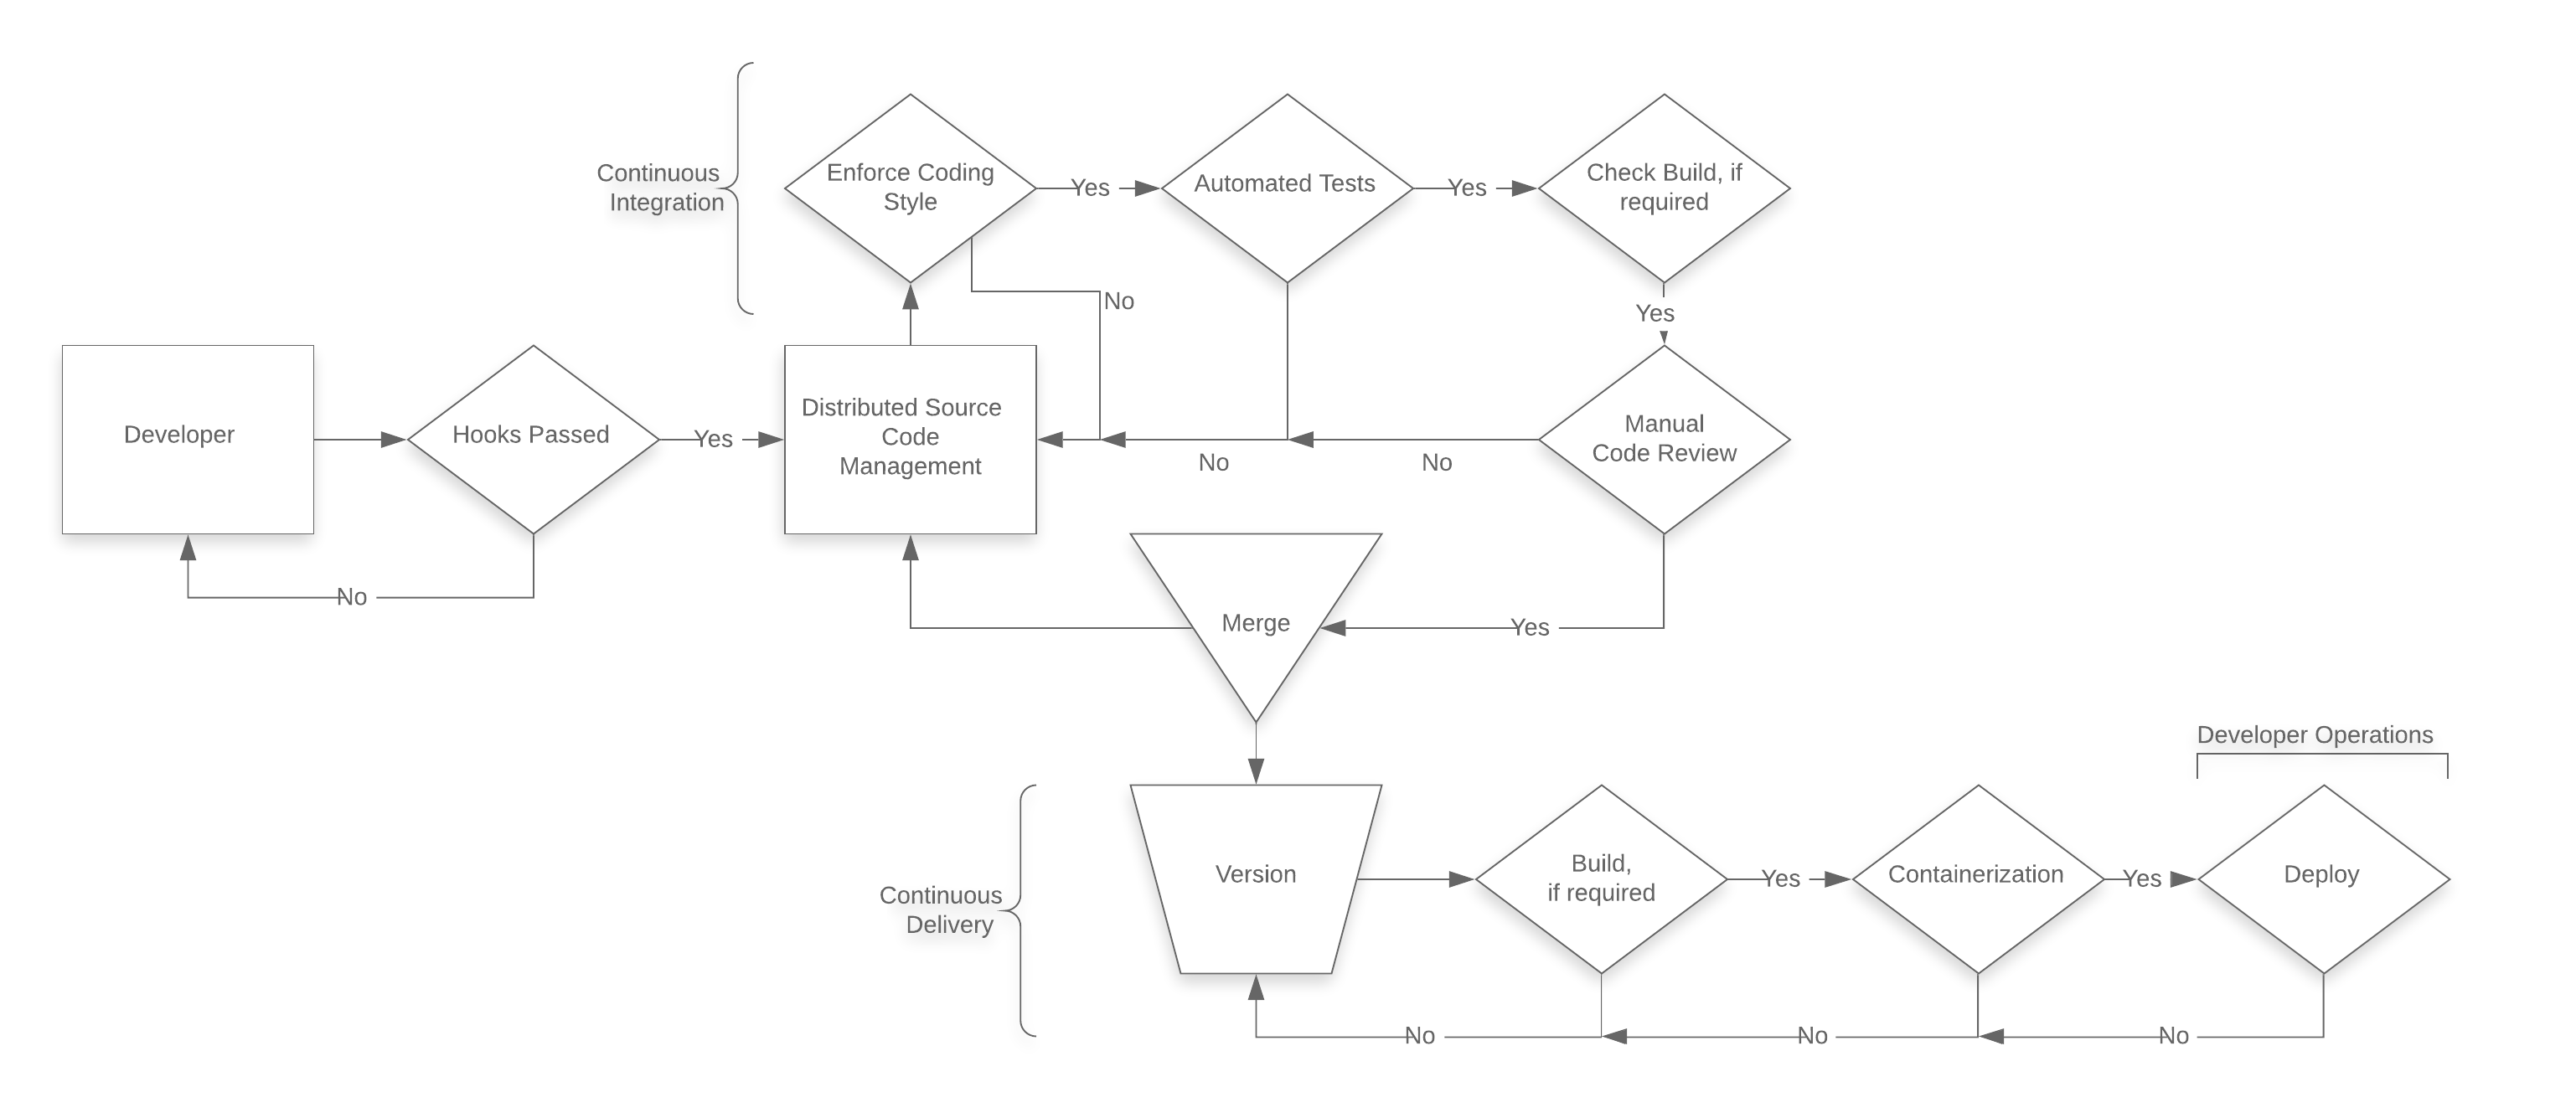 Continuous
Integration
Enforce Coding
Style
Yes
Automated Tests
Yes
Check Build, if
required
No
Yes
Developer
Hooks Passed
Yes
Distributed Source
Code
Management
No
No
Manual
Code Review
No
Merge
Yes
Developer Operations
Continuous
Delivery
Version
Build,
if required
Yes
Containerization
Yes
Deploy
No
No
No